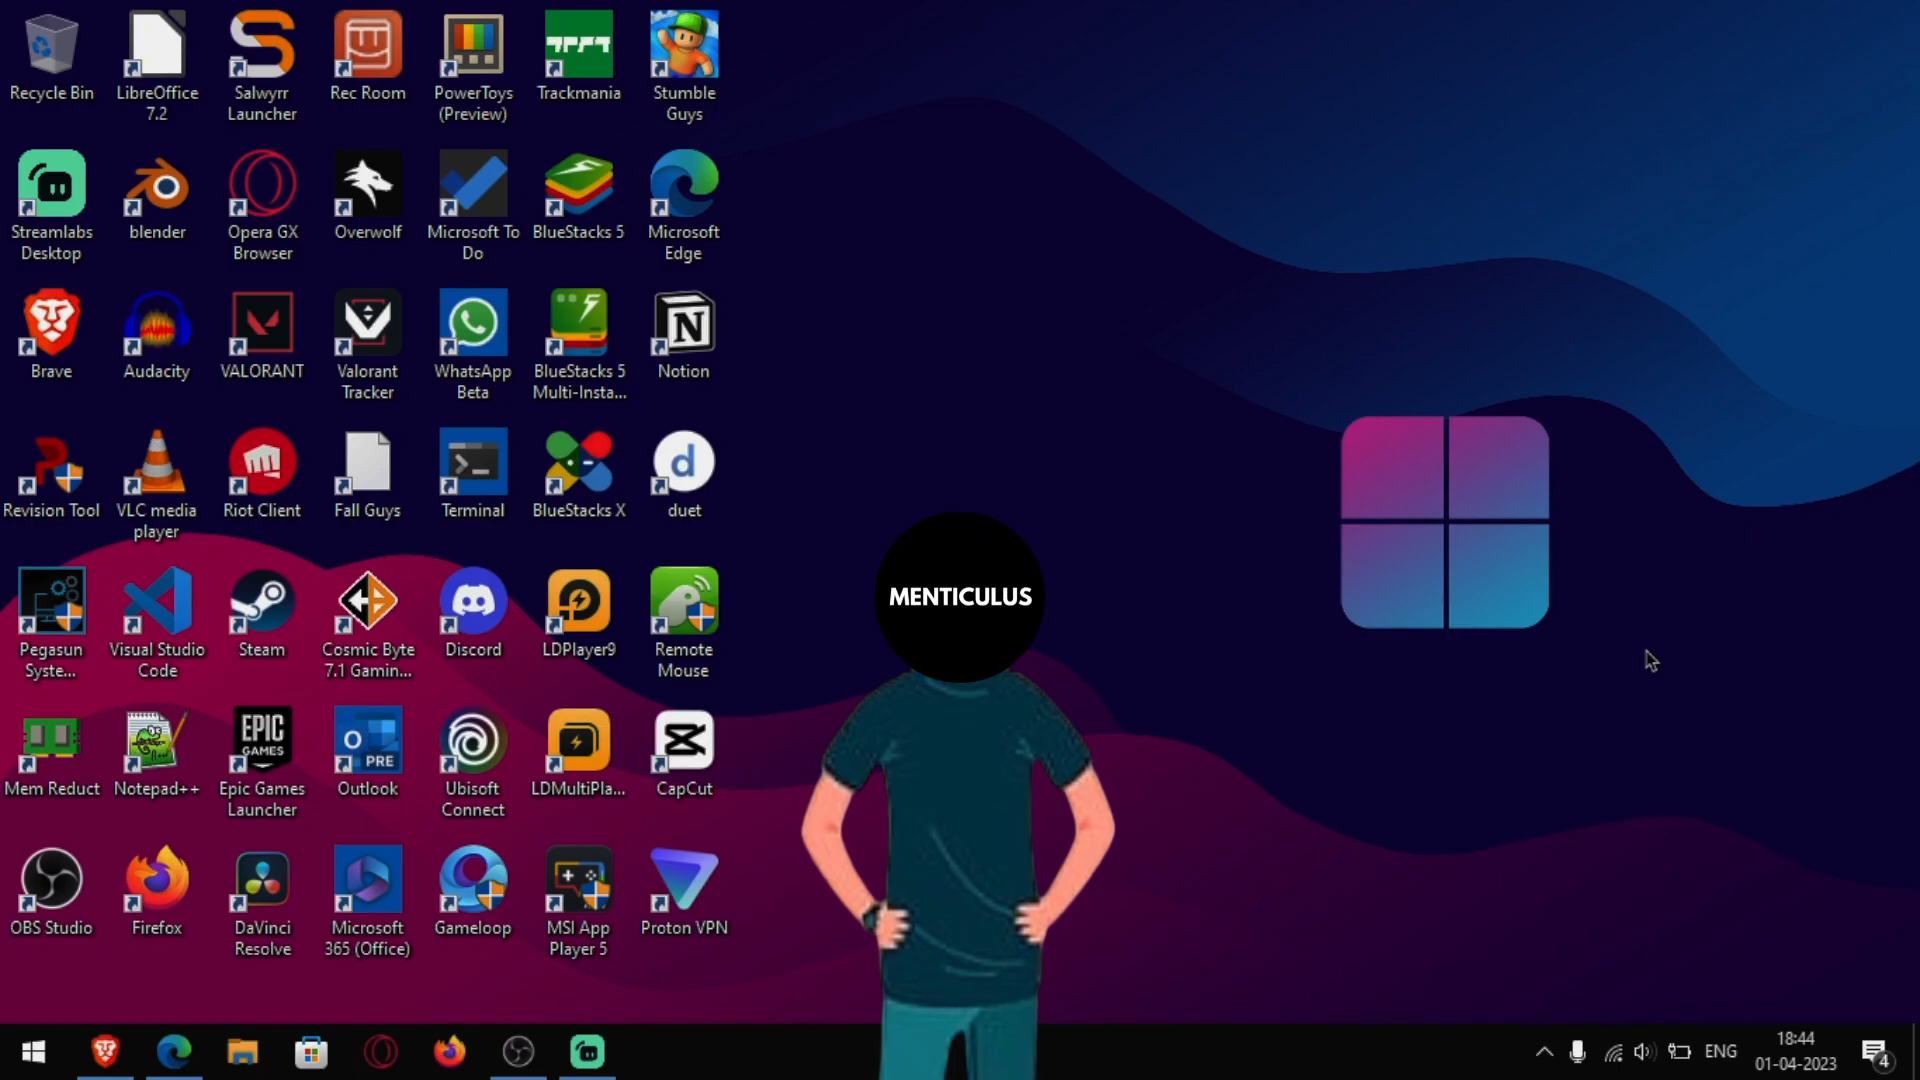 Recycle Bin
LibreOffice
7.2
Salwyrr
Launcher
Rec Room
PowerToys
(Preview)
Trackmania
Stumble
Guys
Streamlabs
Desktop
blender
Opera GX
Browser
Overwolf
Microsoft To
Do
BlueStacks 5
Microsoft
Edge
Brave
Audacity
VALORANT
Valorant
Tracker
WhatsApp
Beta
BlueStacks 5
Multi-Insta...
N
Notion
Revision Tool
VLC media
player
Riot Client
Fall Guys
Terminal
BlueStacks X
d
duet
MENTICULUS
Pegasun
Syste...
Visual Studio
Code
Steam
Cosmic Byte
7.1 Gamin...
Discord
LDPlayer9
Remote
Mouse
Mem Reduct
Notepad++
EPIC
GAMES
Epic Games
Launcher
O
PRE
Outlook
Ubisoft
Connect
LDMultiPla...
CapCut
OBS Studio
Firefox
DaVinci
Resolve
Microsoft
365 (Office)
Gameloop
MSI App
Player 5
Proton VPN
ENG
18:44
01-04-2023
4